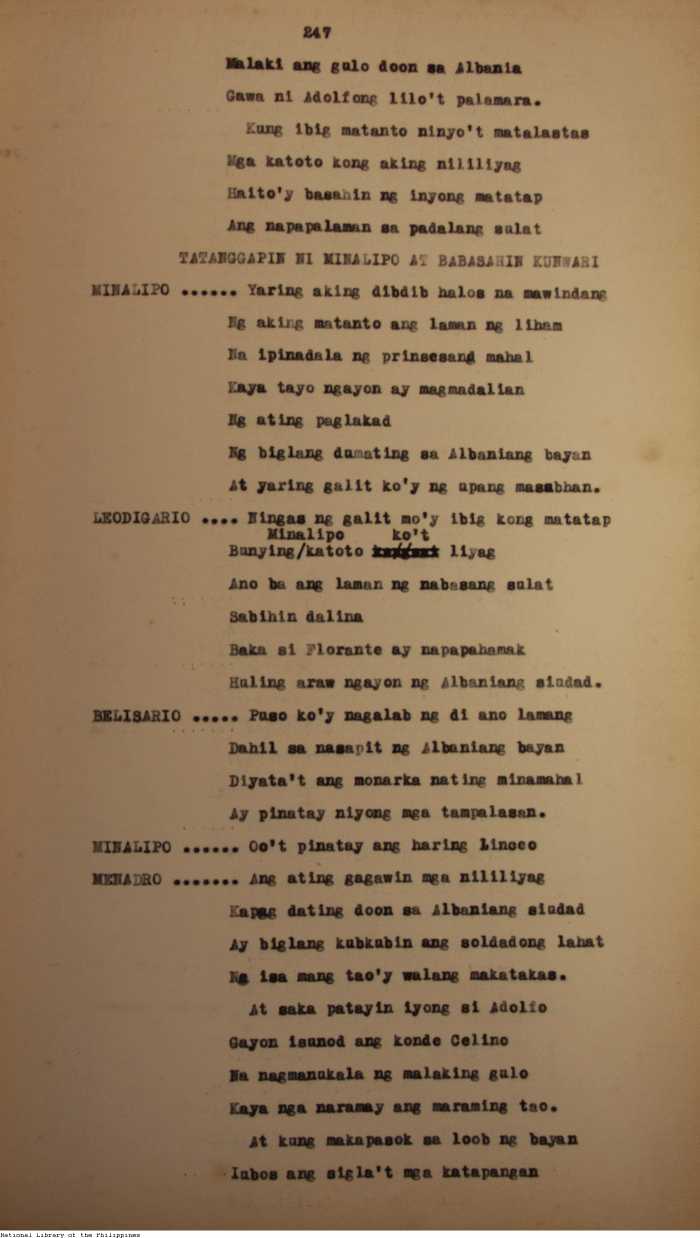 247
Malaki ang gulo doon sa Albania
Gawa ni Adolfong lilo't palamara.
Kung ibig matanto ninyo't matalastas
Mga katoto kong aking nililiyag
Haito'y basahin ng inyong matatap
Ang napapalaman sa padalang sulat
TATANGGAPIN NI MINALIPO AT BABASAHIN KUNWARI
MINALIPO ...... Yaring aking dibdib halos na mawindang
Ng aking matanto ang laman ng liham
Na ipinadala ng prinsesang mahal
Kaya tayo ngayon ay magmadalian
Ng ating paglakad
Ng biglang dumating sa Albaniang bayan
At yaring galit ko'y ng upang masabhan.
LEODIGARIO .... Ningas ng galit mo'y ibig kong matatap
Minalipo ko't
Bunying/katoto liyag
Ano ba ang laman ng nabasang sulat
Sabihin dalina
Baka si Florante ay napapahamak
Huling araw ngayon ng Albaniang siudad.
BELISARIO ..... Puso ko'y nagalab ng di ano lamang
Dahil sa nasapit ng Albaniang bayan
Diyata't ang monarka nating minamahal
Ay pinatay niyong mga tampalasan.
MINALIPO ...... Oo't pinatay ang haring Linceo
MENADRO ....... Ang ating gagawin mga nililiyag
Kapag dating doon sa Albaniang siudad
Ay biglang kubkubin ang soldadong lahat
Ng isa mang tao'y walang makatakas.
At saka patayin iyong si Adolfo
Gayon isunod ang konde Celino
Na nagmanukala ng malaking gulo
Kaya nga naramay ang maraming tao.
At kung makapasok sa loob ng bayan
Iubos ang sigla't mga katapangan
National Library of the Philippines